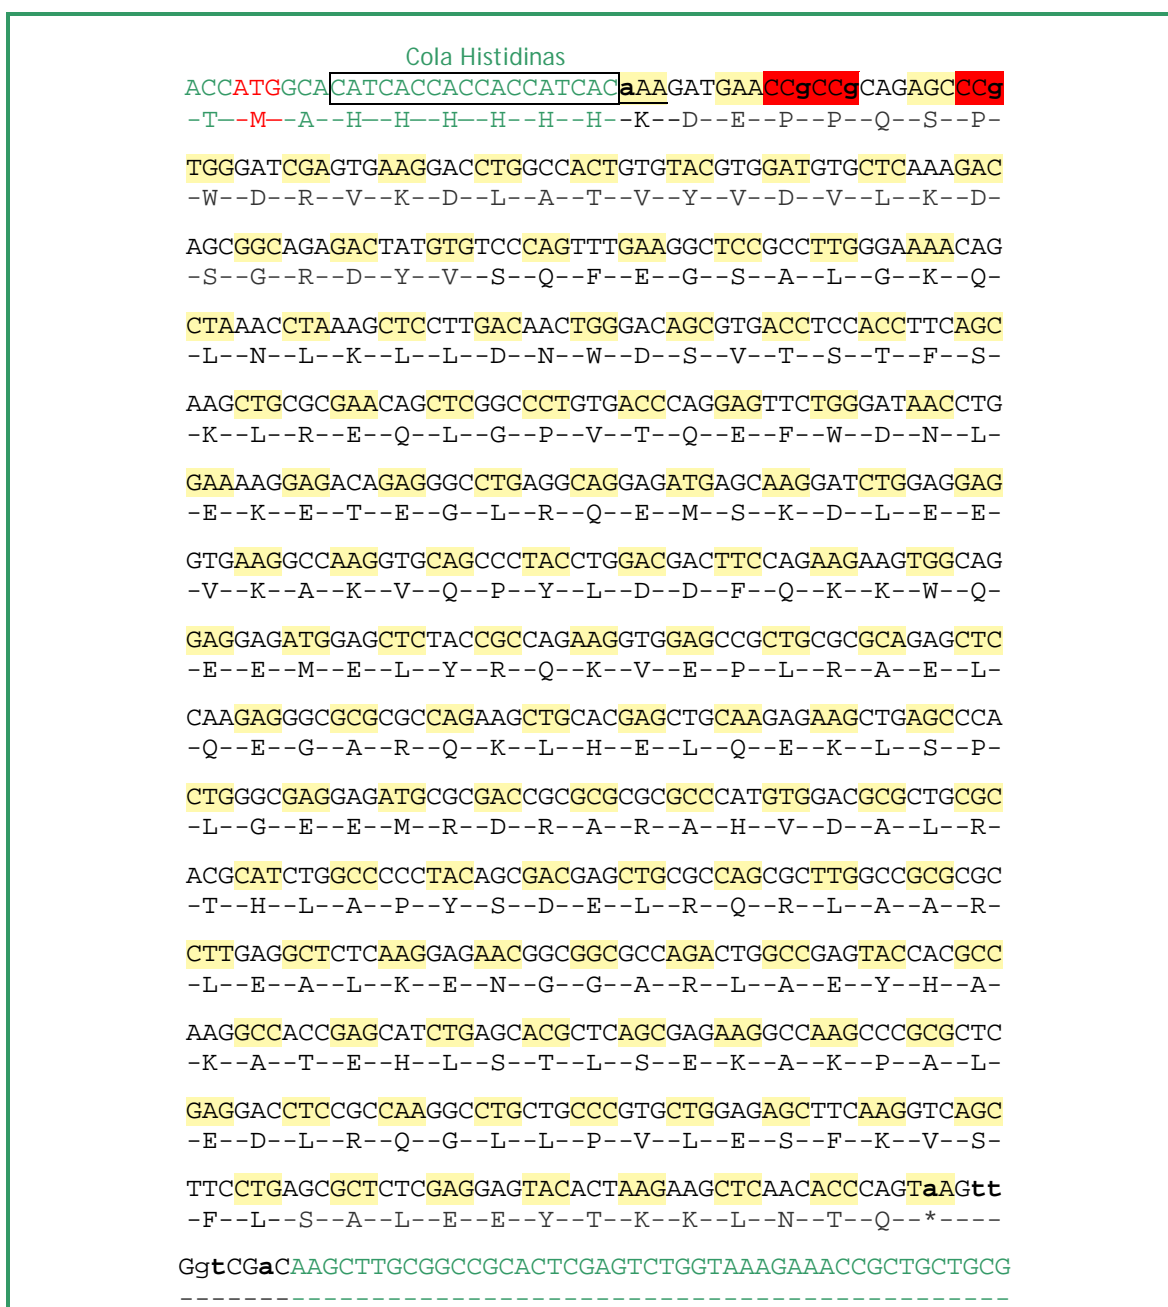 Cola Histidinas
ACCATGGCACATCACCACCACCATCACaAAGATGAACCgCCgCAGAGCCCg
-T—-M—-A--H—-H—-H—-H—-H—-H--K--D--E--P--P--Q--S--P-
TGGGATCGAGTGAAGGACCTGGCCACTGTGTACGTGGATGTGCTCAAAGAC
-W--D--R--V--K--D--L--A--T--V--Y--V--D--V--L--K--D-
AGCGGCAGAGACTATGTGTCCCAGTTTGAAGGCTCCGCCTTGGGAAAACAG
-S--G--R--D--Y--V--S--Q--F--E--G--S--A--L--G--K--Q-
CTAAACCTAAAGCTCCTTGACAACTGGGACAGCGTGACCTCCACCTTCAGC
-L--N--L--K--L--L--D--N--W--D--S--V--T--S--T--F--S-
AAGCTGCGCGAACAGCTCGGCCCTGTGACCCAGGAGTTCTGGGATAACCTG
-K--L--R--E--Q--L--G--P--V--T--Q--E--F--W--D--N--L-
GAAAAGGAGACAGAGGGCCTGAGGCAGGAGATGAGCAAGGATCTGGAGGAG
-E--K--E--T--E--G--L--R--Q--E--M--S--K--D--L--E--E-
GTGAAGGCCAAGGTGCAGCCCTACCTGGACGACTTCCAGAAGAAGTGGCAG
-V--K--A--K--V--Q--P--Y--L--D--D--F--Q--K--K--W--Q-
GAGGAGATGGAGCTCTACCGCCAGAAGGTGGAGCCGCTGCGCGCAGAGCTC
-E--E--M--E--L--Y--R--Q--K--V--E--P--L--R--A--E--L-
CAAGAGGGCGCGCGCCAGAAGCTGCACGAGCTGCAAGAGAAGCTGAGCCCA
-Q--E--G--A--R--Q--K--L--H--E--L--Q--E--K--L--S--P-
CTGGGCGAGGAGATGCGCGACCGCGCGCGCGCCCATGTGGACGCGCTGCGC
-L--G--E--E--M--R--D--R--A--R--A--H--V--D--A--L--R-
ACGCATCTGGCCCCCTACAGCGACGAGCTGCGCCAGCGCTTGGCCGCGCGC
-T--H--L--A--P--Y--S--D--E--L--R--Q--R--L--A--A--R-
CTTGAGGCTCTCAAGGAGAACGGCGGCGCCAGACTGGCCGAGTACCACGCC
-L--E--A--L--K--E--N--G--G--A--R--L--A--E--Y--H--A-
AAGGCCACCGAGCATCTGAGCACGCTCAGCGAGAAGGCCAAGCCCGCGCTC
-K--A--T--E--H--L--S--T--L--S--E--K--A--K--P--A--L-
GAGGACCTCCGCCAAGGCCTGCTGCCCGTGCTGGAGAGCTTCAAGGTCAGC
-E--D--L--R--Q--G--L--L--P--V--L--E--S--F--K--V--S-
TTCCTGAGCGCTCTCGAGGAGTACACTAAGAAGCTCAACACCCAGTaAGtt
-F--L--S--A--L--E--E--Y--T--K--K--L--N--T--Q--*----
GgtCGaCAAGCTTGCGGCCGCACTCGAGTCTGGTAAAGAAACCGCTGCTGCG
----------------------------------------------------